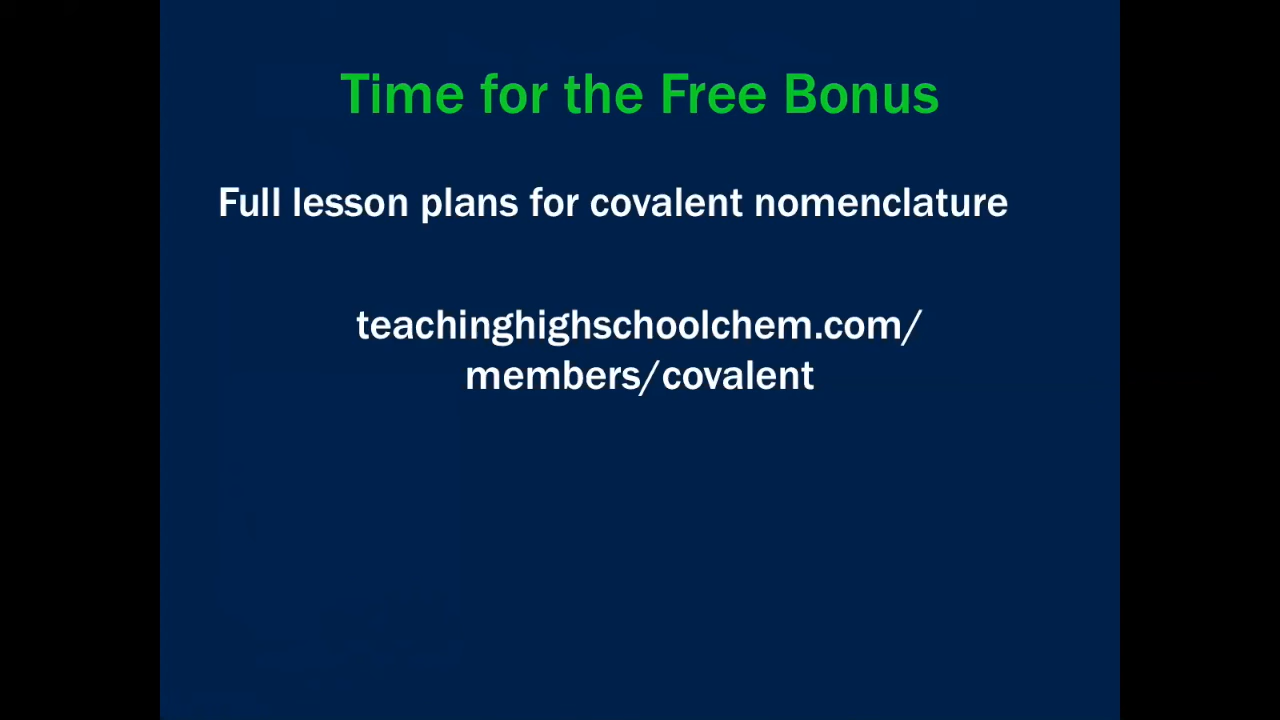 Time for the Free Bonus
Full lesson plans for covalent nomenclature
teachinghighschoolchem.com/
members/covalent